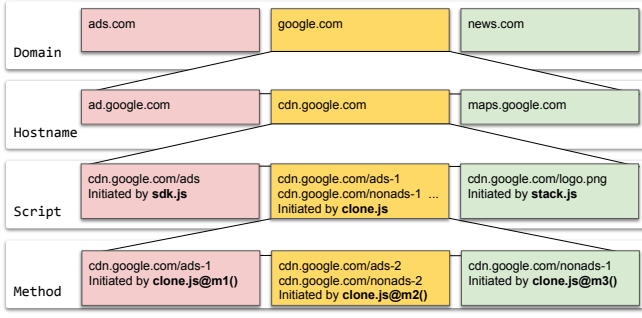 ads.com
google.com
news.com
Domain
ad.google.com
cdn.google.com
maps.google.com
Hostname
cdn.google.com/ads
Initiated by sdk.js
cdn.google.com/ads-1
cdn.google.com/nonads-1 ...
Initiated by clone.js
cdn.google.com/logo.png
Initiated by stack.js
Script
cdn.google.com/ads-1
Initiated by clone.js@m1()
cdn.google.com/ads-2
cdn.google.com/nonads-2
Initiated by clone.js@m2()
cdn.google.com/nonads-1
Initiated by clone.js@m3()
Method